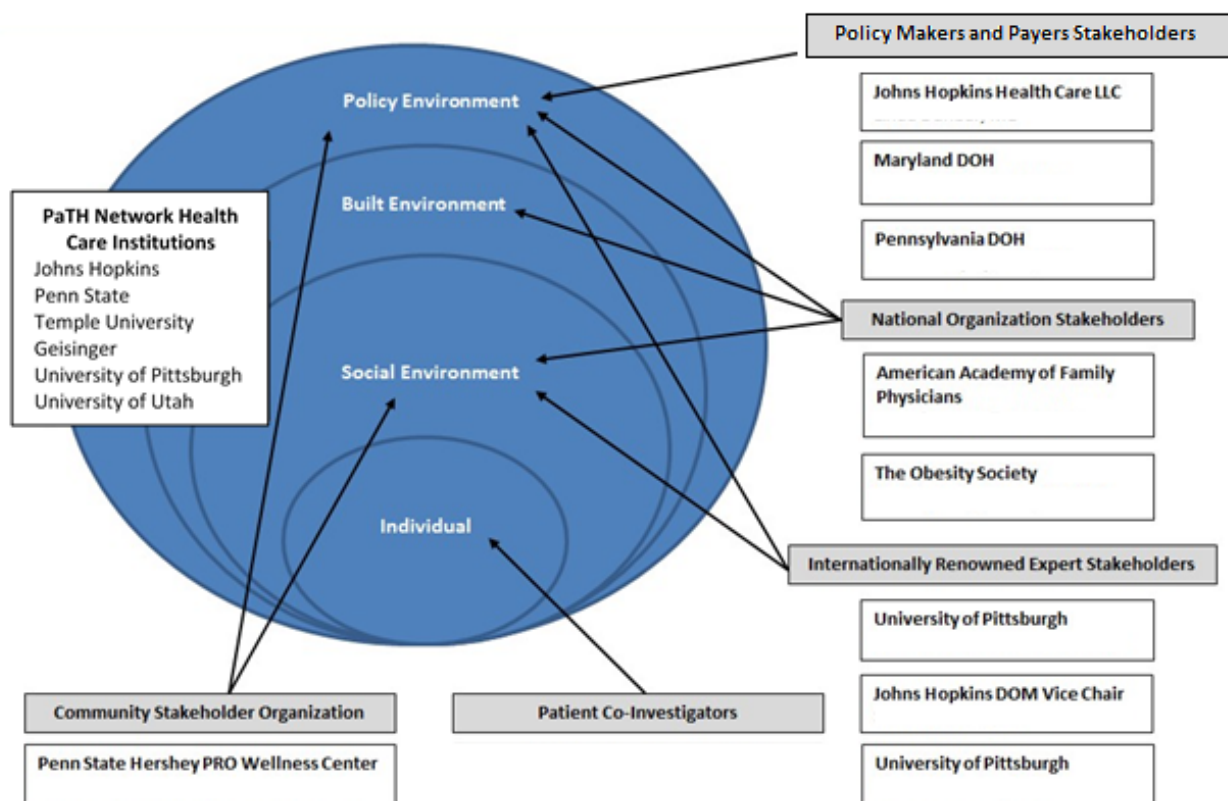 Policy Makers and Payers Stakeholders
Johns Hopkins Health Care LLC
Maryland DOH
Pennsylvania DOH
National Organization Stakeholders
American Academy of Family
Physicians
The Obesity Society
Internationally Renowned Expert Stakeholders
University of Pittsburgh
Johns Hopkins DOM Vice Chair
University of Pittsburgh
Policy Environment
Built Environment
Social Environment
Individual
PaTH Network Health
Care Institutions
Johns Hopkins
Penn State
Temple University
Geisinger
University of Pittsburgh
University of Utah
Community Stakeholder Organization
Penn State Hershey PRO Wellness Center
Patient Co-Investigators